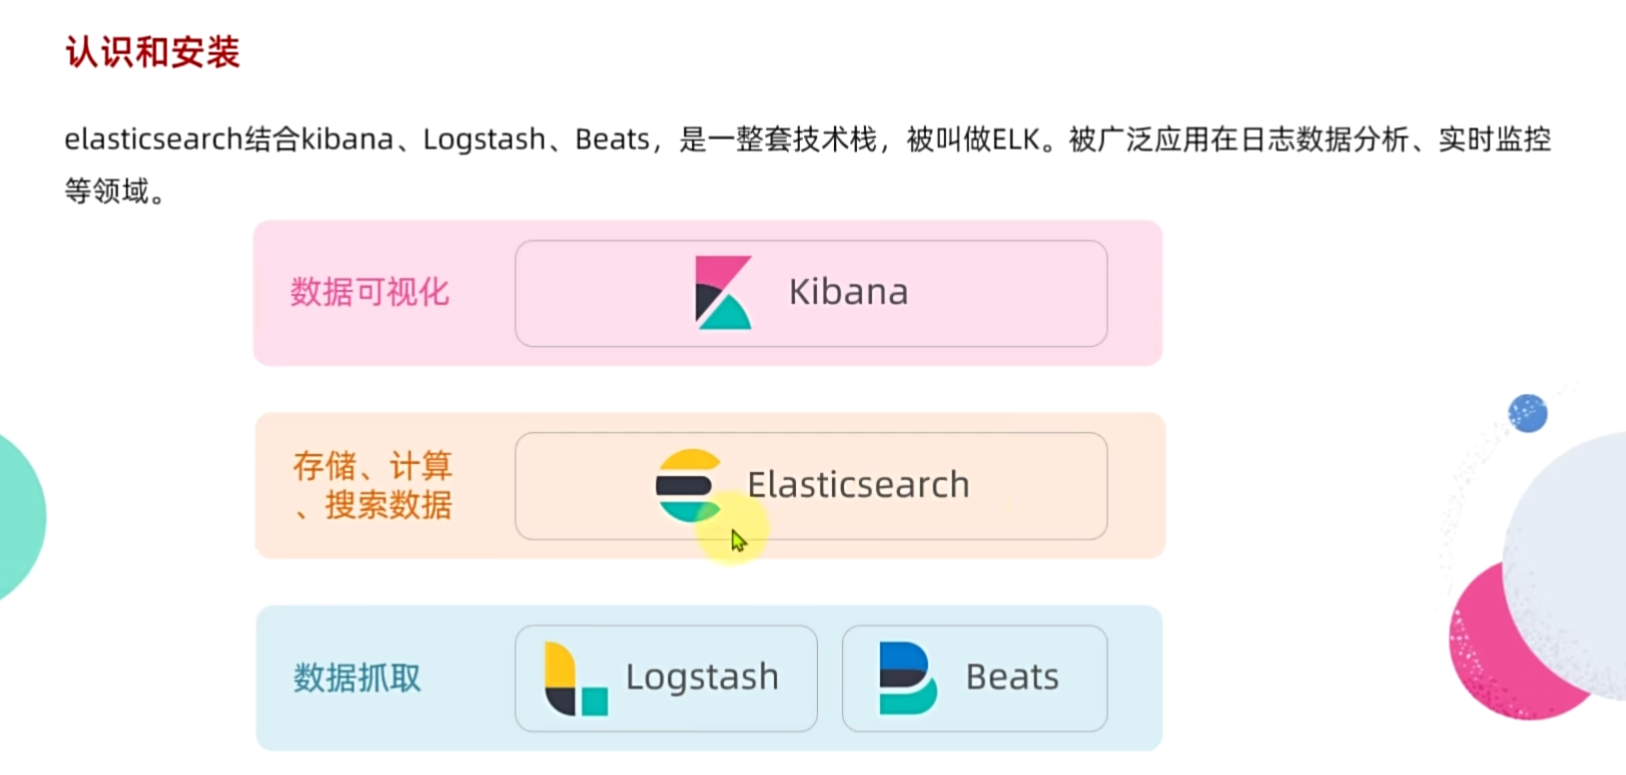 认识和安装
elasticsearch结合kibana、Logstash、Beats，是一整套技术栈，被叫做ELK。被广泛应用在日志数据分析、实时监控
等领域。
数据可视化
Kibana
存储、计算
、搜索数据
Elasticsearch
数据抓取
Logstash
Beats